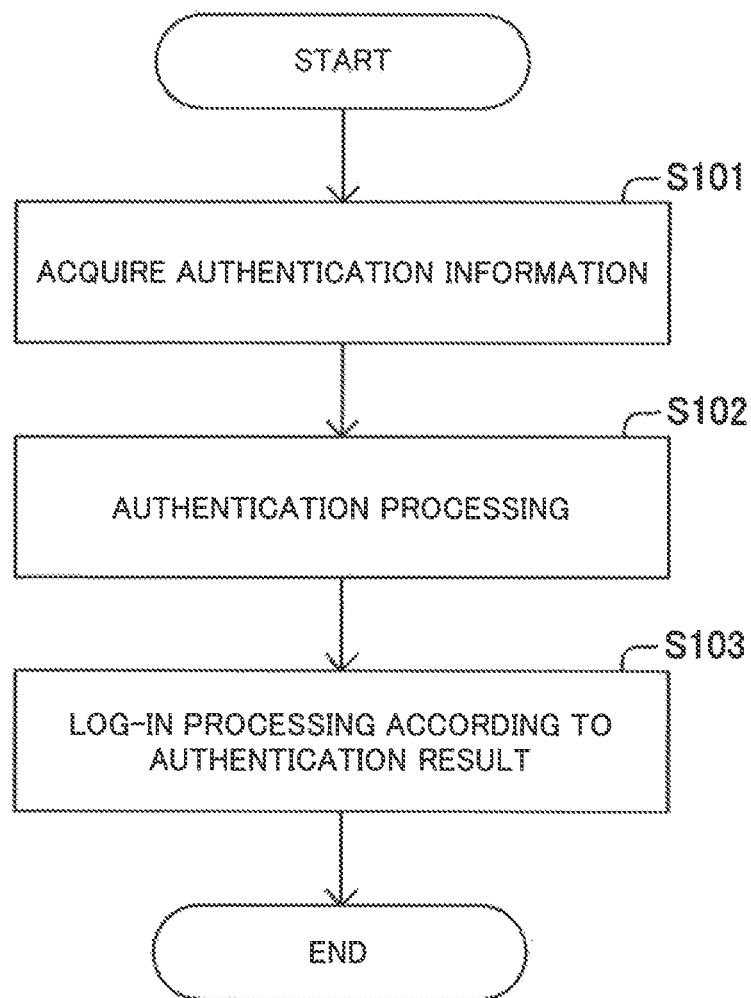 START
S101
ACQUIRE AUTHENTICATION INFORMATION
S102
AUTHENTICATION PROCESSING
S103
LOG-IN PROCESSING ACCORDING TO
AUTHENTICATION RESULT
END